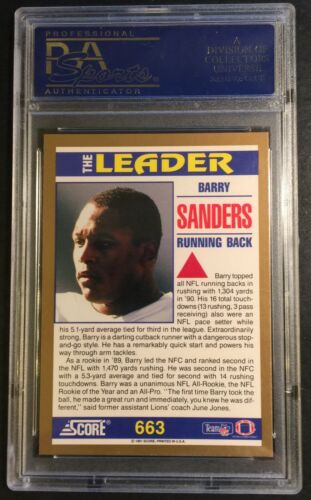 PROFESSIONAL
PSA
Sports
AUTHENTICATOR
A
DIVISION OF
COLLECTORS
UNIVERSE
THE LEADER
BARRY
SANDERS
RUNNING BACK
Barry topped
all NFL running backs in
rushing with 1,304 yards
in '90. His 16 total touch-
downs (13 rushing, 3 pass
receiving) also were an
NFL pace setter while
his 5.1-yard average tied for third in the league. Extraordinarily
strong, Barry is a darting cutback runner with a dangerous stop-
and-go style. He has a remarkably quick start and powers his
way through arm tackles.
As a rookie in '89, Barry led the NFC and ranked second in
the NFL with 1,470 rushing yards. He was second in the NFC
with a 5.3-yard average and tied for second with 14 rushing
touchdowns. Barry was a unanimous NFL All-Rookie, the NFL
Rookie of the Year and an All-Pro. "The first time Barry took the
ball, he made a great run and immediately, you knew he was dif-
ferent," said former assistant Lions' coach June Jones.
SCORE
663
Team NFL
© 1991 SCORE, PRINTED IN U.S.A.